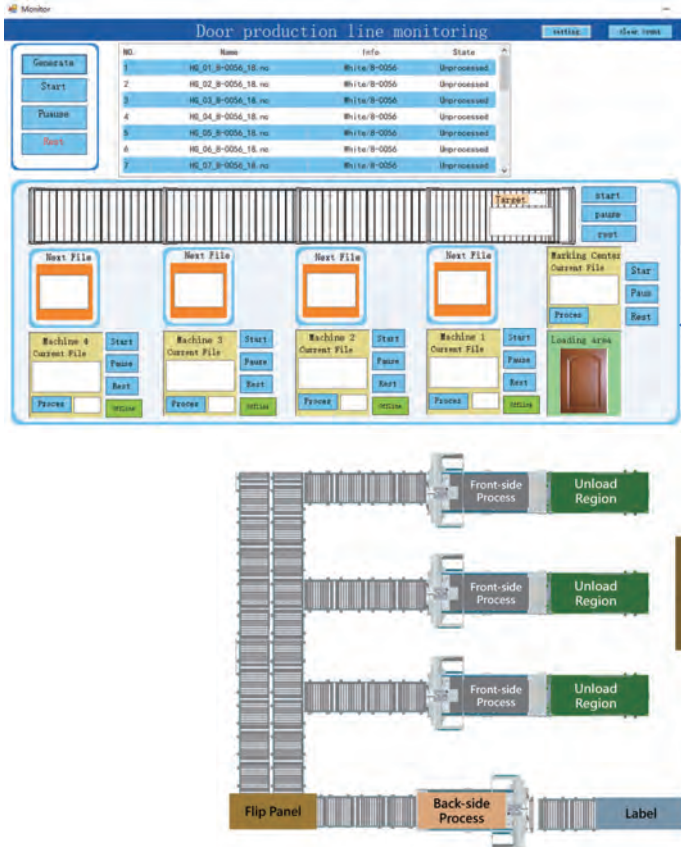 Monitor
Door production line monitoring
setting
clear count
Generate
Start
Puause
Rest
NO. Name Info State
1 HG_01_B-0056_18.nc White/B-0056 Unprocessed
2 HG_02_B-0056_18.nc White/B-0056 Unprocessed
3 HG_03_B-0056_18.nc White/B-0056 Unprocessed
4 HG_04_B-0056_18.nc White/B-0056 Unprocessed
5 HG_05_B-0056_18.nc White/B-0056 Unprocessed
6 HG_06_B-0056_18.nc White/B-0056 Unprocessed
7 HG_07_B-0056_18.nc White/B-0056 Unprocessed
Target
start
pause
rest
Next File
Next File
Next File
Next File
Marking Center
Current File
Star
Paus
Rest
Proces
Machine 4
Current File
Start
Pause
Rest
Proces
Offline
Machine 3
Current File
Start
Pause
Rest
Proces
Offline
Machine 2
Current File
Start
Pause
Rest
Proces
Offline
Machine 1
Current File
Start
Pause
Rest
Proces
Offline
Loading area
Front-side
Process
Unload
Region
Front-side
Process
Unload
Region
Front-side
Process
Unload
Region
Flip Panel
Back-side
Process
Label